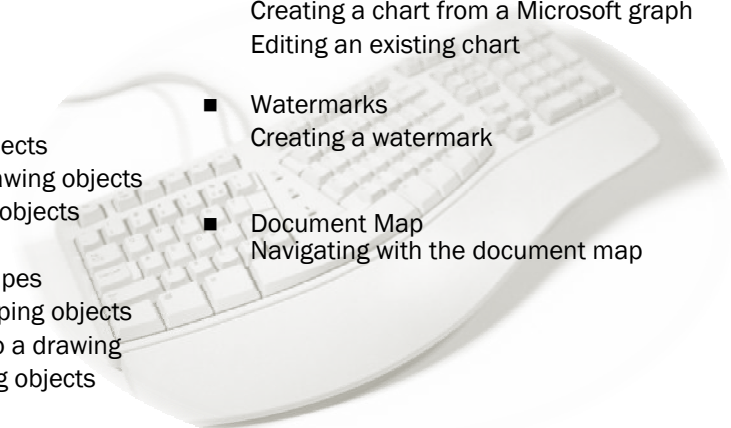 ects
awing objects
objects
pes
ping objects
o a drawing
g objects
Creating a chart from a Microsoft graph
Editing an existing chart
■ Watermarks
Creating a watermark
■ Document Map
Navigating with the document map